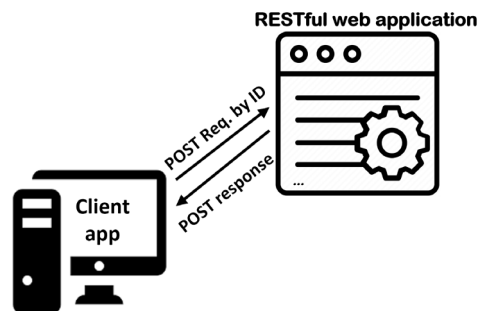 RESTful web application
POST Req. by ID
POST response
...
Client
app